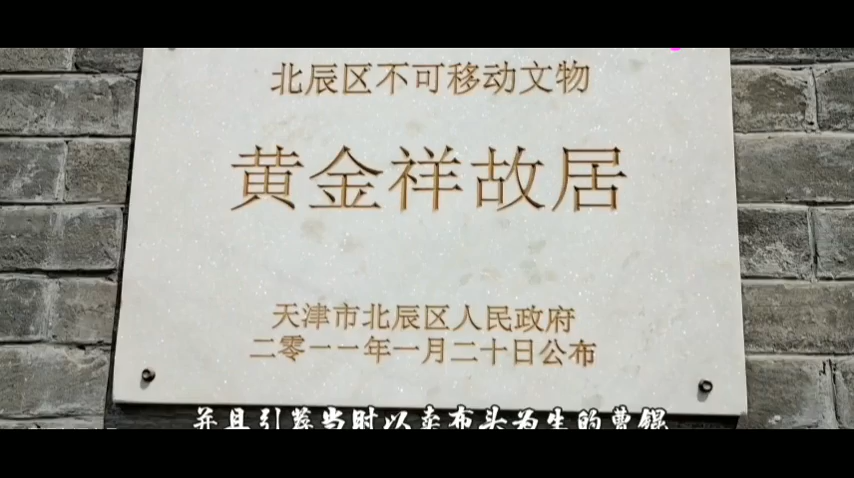 北辰区不可移动文物
黄金祥故居
天津市北辰区人民政府
二零一一年一月二十日公布
并且引荐当时以卖布头为生的曹锟